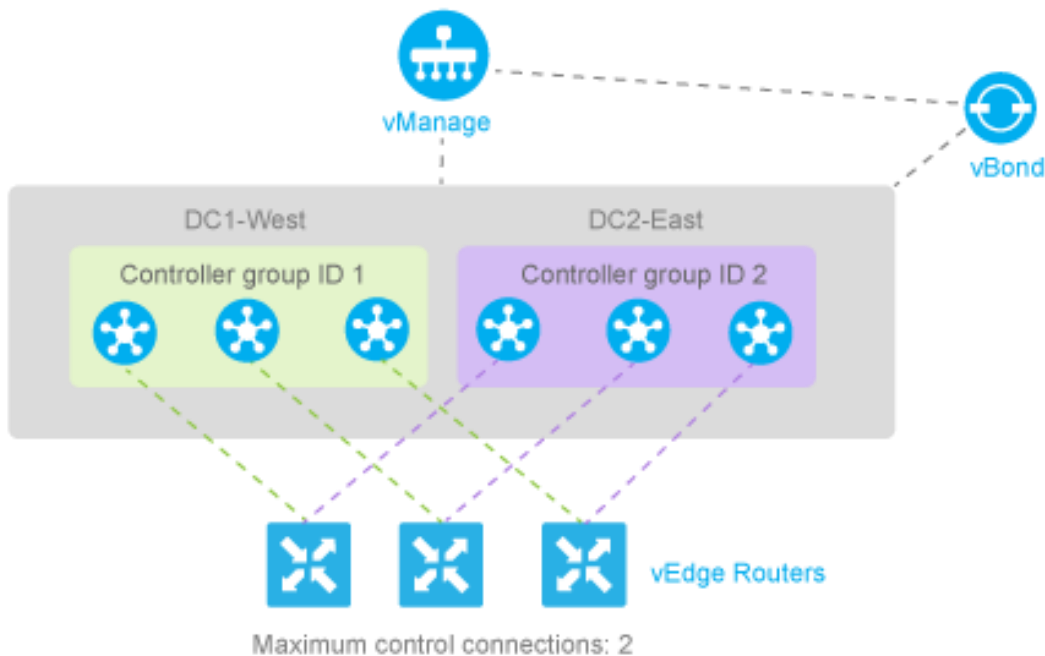 vManage
vBond
DC1-West
DC2-East
Controller group ID 1
Controller group ID 2
vEdge Routers
Maximum control connections: 2